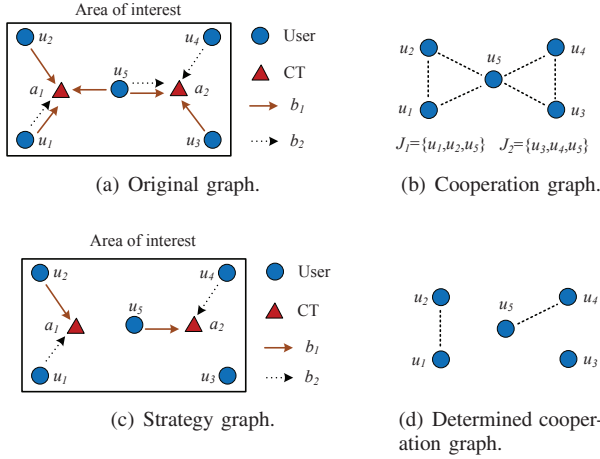 Area of interest
u2
u4
User
u5
CT
a1
a2
b1
b2
u1
u3
(a) Original graph.
u2
u4
u5
u1
u3
J1={u1,u2,u5} J2={u3,u4,u5}
(b) Cooperation graph.
Area of interest
u2
u4
User
u5
CT
a1
a2
b1
b2
u1
u3
(c) Strategy graph.
u2
u4
u5
u1
u3
(d) Determined cooper-
ation graph.